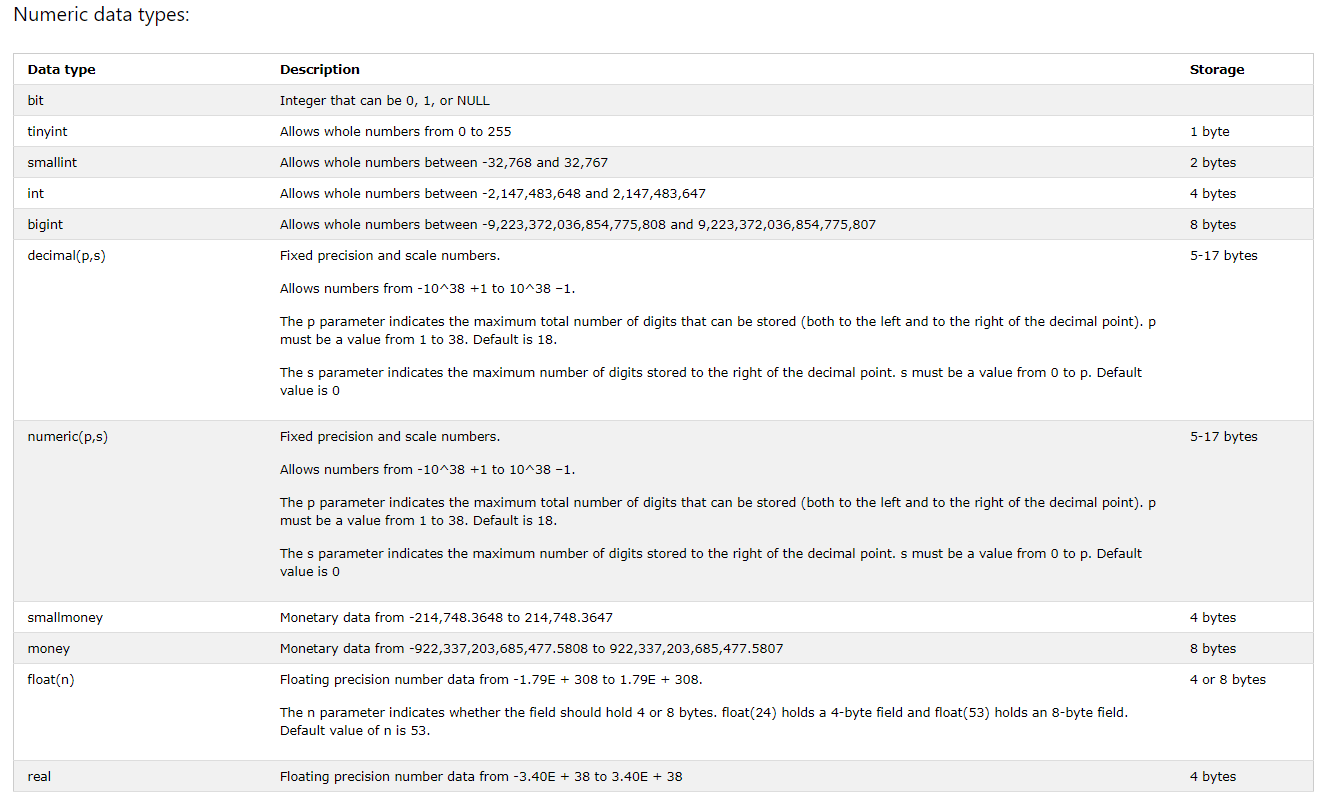 Numeric data types:
Data type Description Storage
bit Integer that can be 0, 1, or NULL
tinyint Allows whole numbers from 0 to 255 1 byte
smallint Allows whole numbers between -32,768 and 32,767 2 bytes
int Allows whole numbers between -2,147,483,648 and 2,147,483,647 4 bytes
bigint Allows whole numbers between -9,223,372,036,854,775,808 and 9,223,372,036,854,775,807 8 bytes
decimal(p,s) Fixed precision and scale numbers. 5-17 bytes
Allows numbers from -10^38 +1 to 10^38 –1.
The p parameter indicates the maximum total number of digits that can be stored (both to the left and to the right of the decimal point). p
must be a value from 1 to 38. Default is 18.
The s parameter indicates the maximum number of digits stored to the right of the decimal point. s must be a value from 0 to p. Default
value is 0
numeric(p,s) Fixed precision and scale numbers. 5-17 bytes
Allows numbers from -10^38 +1 to 10^38 –1.
The p parameter indicates the maximum total number of digits that can be stored (both to the left and to the right of the decimal point). p
must be a value from 1 to 38. Default is 18.
The s parameter indicates the maximum number of digits stored to the right of the decimal point. s must be a value from 0 to p. Default
value is 0
smallmoney Monetary data from -214,748.3648 to 214,748.3647 4 bytes
money Monetary data from -922,337,203,685,477.5808 to 922,337,203,685,477.5807 8 bytes
float(n) Floating precision number data from -1.79E + 308 to 1.79E + 308. 4 or 8 bytes
The n parameter indicates whether the field should hold 4 or 8 bytes. float(24) holds a 4-byte field and float(53) holds an 8-byte field.
Default value of n is 53.
real Floating precision number data from -3.40E + 38 to 3.40E + 38 4 bytes